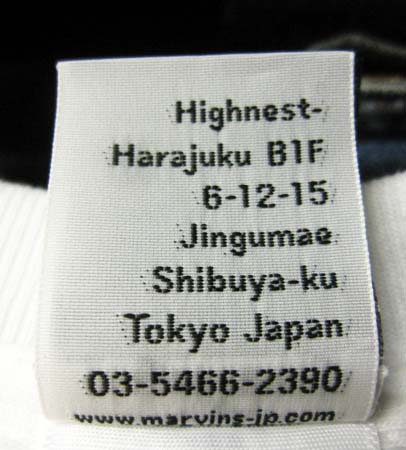 Highnest-
Harajuku B1F
6-12-15
Jingumae
Shibuya-ku
Tokyo Japan
03-5466-2390
www.marvins-jp.com